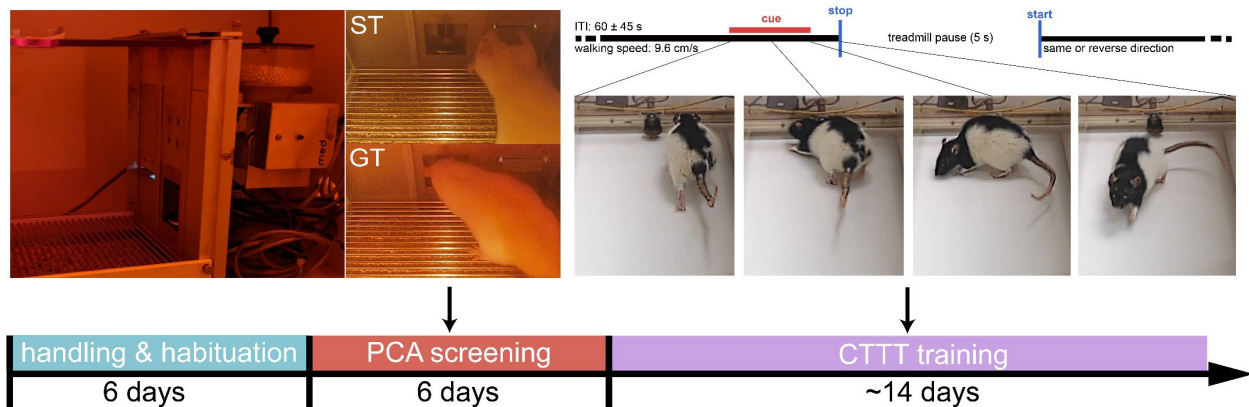 ST
GT
med
ITI: 60 ± 45 s
walking speed: 9.6 cm/s
cue
stop
treadmill pause (5 s)
start
same or reverse direction
handling & habituation
PCA screening
CTTT training
6 days
6 days
~14 days